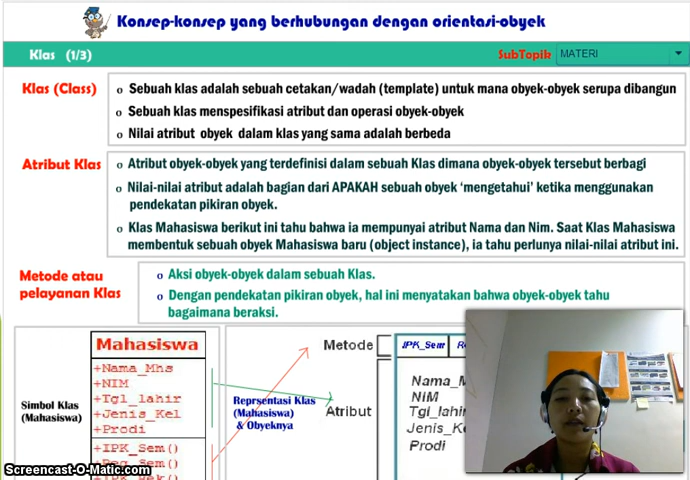 Konsep-konsep yang berhubungan dengan orientasi-obyek
Klas (1/3)
SubTopik MATERI
Klas (Class)
o Sebuah klas adalah sebuah cetakan/wadah (template) untuk mana obyek-obyek serupa dibangun
o Sebuah klas menspesifikasi atribut dan operasi obyek-obyek
o Nilai atribut obyek dalam klas yang sama adalah berbeda
Atribut Klas
o Atribut obyek-obyek yang terdefinisi dalam sebuah Klas dimana obyek-obyek tersebut berbagi
o Nilai-nilai atribut adalah bagian dari APAKAH sebuah obyek 'mengetahui' ketika menggunakan
pendekatan pikiran obyek.
o Klas Mahasiswa berikut ini tahu bahwa ia mempunyai atribut Nama dan Nim. Saat Klas Mahasiswa
membentuk sebuah obyek Mahasiswa baru (object instance), ia tahu perlunya nilai-nilai atribut ini.
Metode atau
pelayanan Klas
o Aksi obyek-obyek dalam sebuah Klas.
o Dengan pendekatan pikiran obyek, hal ini menyatakan bahwa obyek-obyek tahu
bagaimana beraksi.
Simbol Klas
(Mahasiswa)
Mahasiswa
+Nama_Mhs
+NIM
+Tgl_lahir
+Jenis_Kel
+Prodi
+IPK_Sem()
Reprsentasi Klas
(Mahasiswa)
& Obyeknya
Metode
Atribut
IPK_Sem
NIM
Prodi
Screencast-O-Matic.com